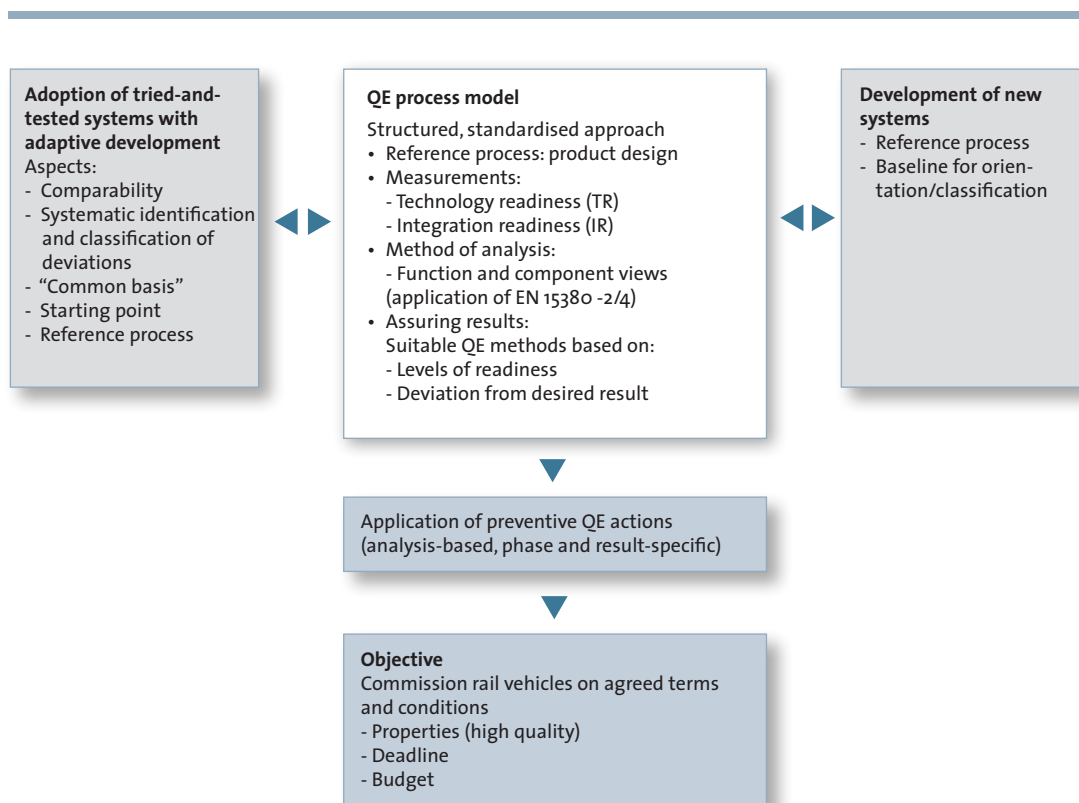 Adoption of tried-and-
tested systems with
adaptive development
Aspects:
- Comparability
- Systematic identification
and classification of
deviations
- “Common basis”
- Starting point
- Reference process
QE process model
Structured, standardised approach
• Reference process: product design
• Measurements:
- Technology readiness (TR)
- Integration readiness (IR)
• Method of analysis:
- Function and component views
(application of EN 15380 -2/4)
• Assuring results:
Suitable QE methods based on:
- Levels of readiness
- Deviation from desired result
Development of new
systems
- Reference process
- Baseline for orien-
tation/classification
Application of preventive QE actions
(analysis-based, phase and result-specific)
Objective
Commission rail vehicles on agreed terms
and conditions
- Properties (high quality)
- Deadline
- Budget